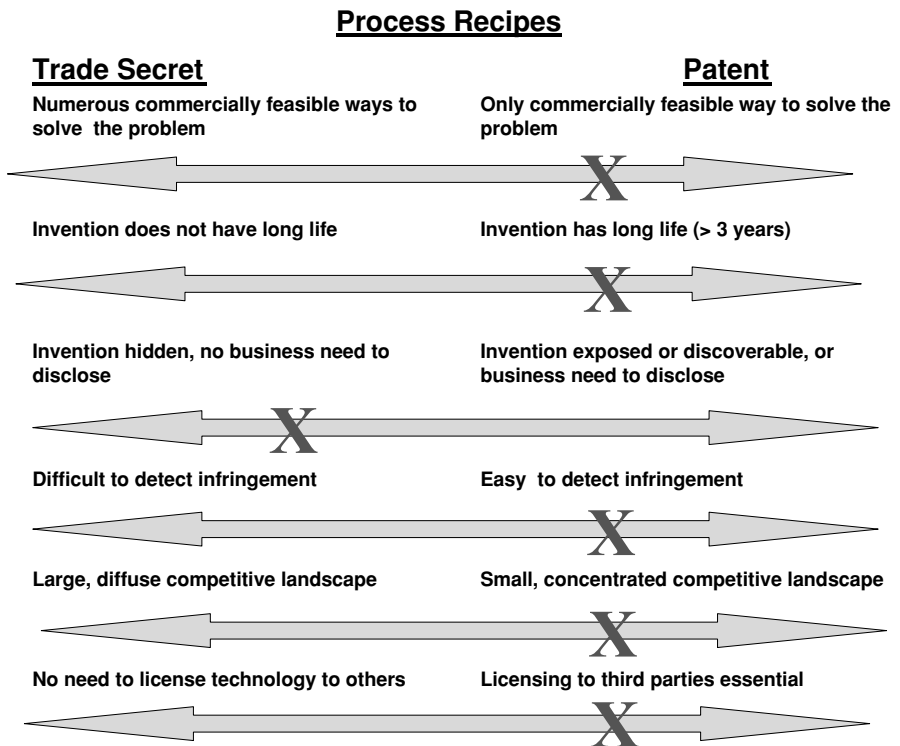 Process Recipes
Trade Secret
Patent
Numerous commercially feasible ways to
solve the problem
Only commercially feasible way to solve the
problem
X
Invention does not have long life
Invention has long life (> 3 years)
X
Invention hidden, no business need to
disclose
Invention exposed or discoverable, or
business need to disclose
X
Difficult to detect infringement
Easy to detect infringement
X
Large, diffuse competitive landscape
Small, concentrated competitive landscape
X
No need to license technology to others
Licensing to third parties essential
X